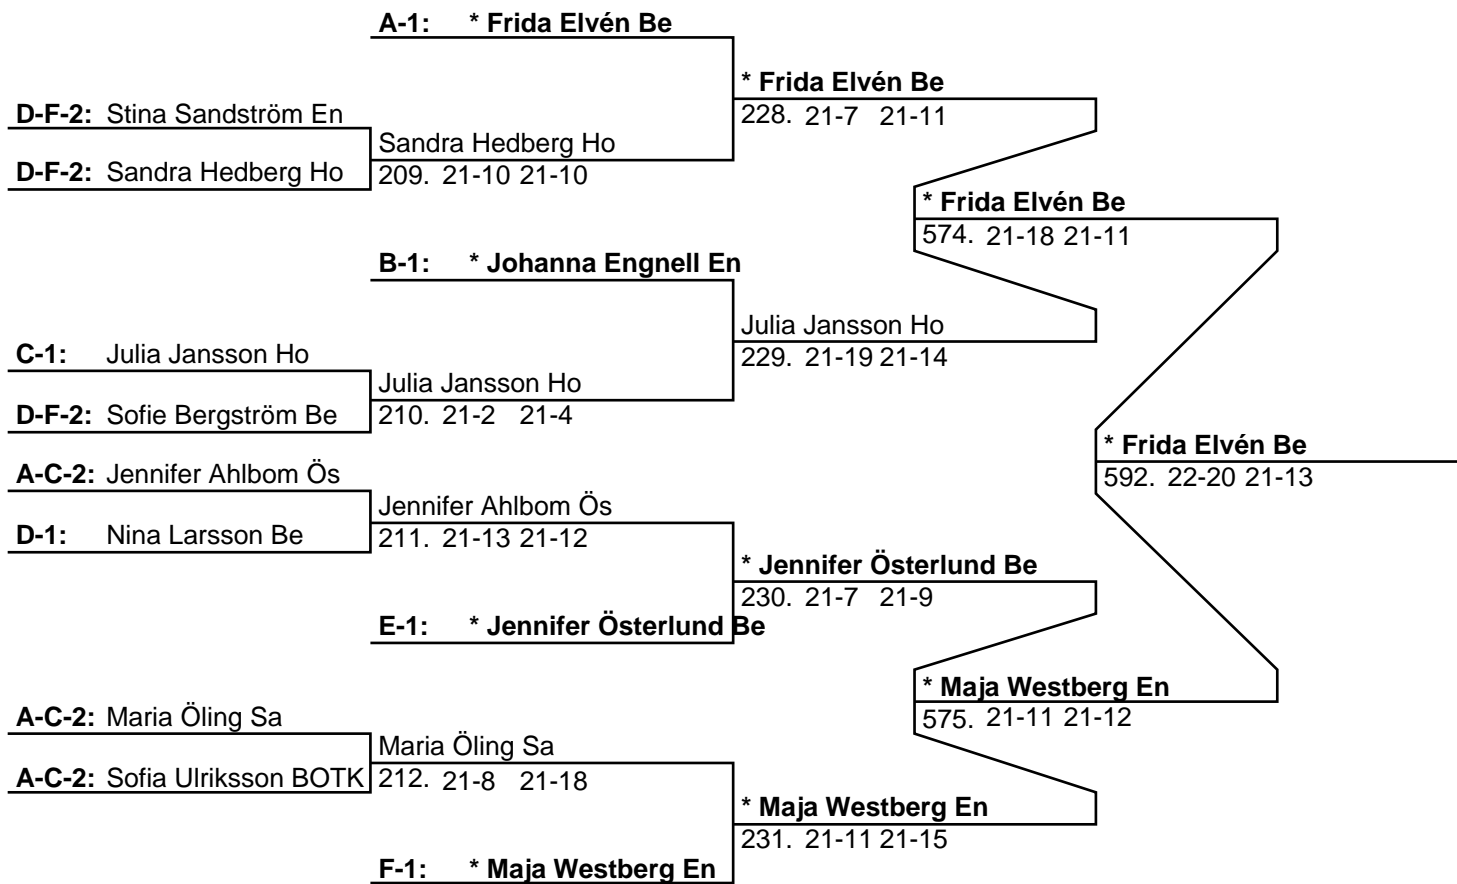 A-1: * Frida Elvén Be
* Frida Elvén Be
228. 21-7 21-11
D-F-2: Stina Sandström En
Sandra Hedberg Ho
209. 21-10 21-10
D-F-2: Sandra Hedberg Ho
* Frida Elvén Be
574. 21-18 21-11
B-1: * Johanna Engnell En
Julia Jansson Ho
229. 21-19 21-14
C-1: Julia Jansson Ho
Julia Jansson Ho
210. 21-2 21-4
D-F-2: Sofie Bergström Be
* Frida Elvén Be
592. 22-20 21-13
A-C-2: Jennifer Ahlbom Ös
Jennifer Ahlbom Ös
211. 21-13 21-12
D-1: Nina Larsson Be
* Jennifer Österlund Be
230. 21-7 21-9
E-1: * Jennifer Österlund Be
* Maja Westberg En
575. 21-11 21-12
A-C-2: Maria Öling Sa
Maria Öling Sa
212. 21-8 21-18
A-C-2: Sofia Ulriksson BOTK
* Maja Westberg En
231. 21-11 21-15
F-1: * Maja Westberg En